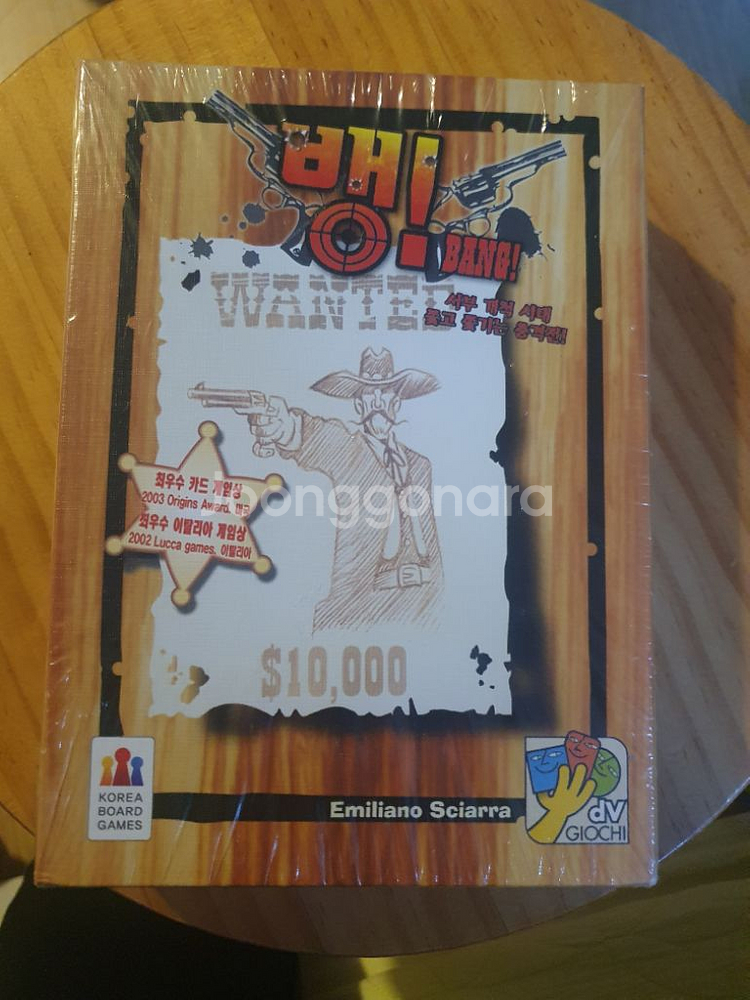 뱅!
BANG!
WANTED
서부 개척 시대
쫓고 쫓기는 총격전!!
최우수 카드 게임상
2003 Origins Award, 미국
최우수 이탈리아 게임상
2002 Lucca games, 이탈리아
Joonggonara
$10,000
KOREA
BOARD
GAMES
Emiliano Sciarra
dV
GIOCHI